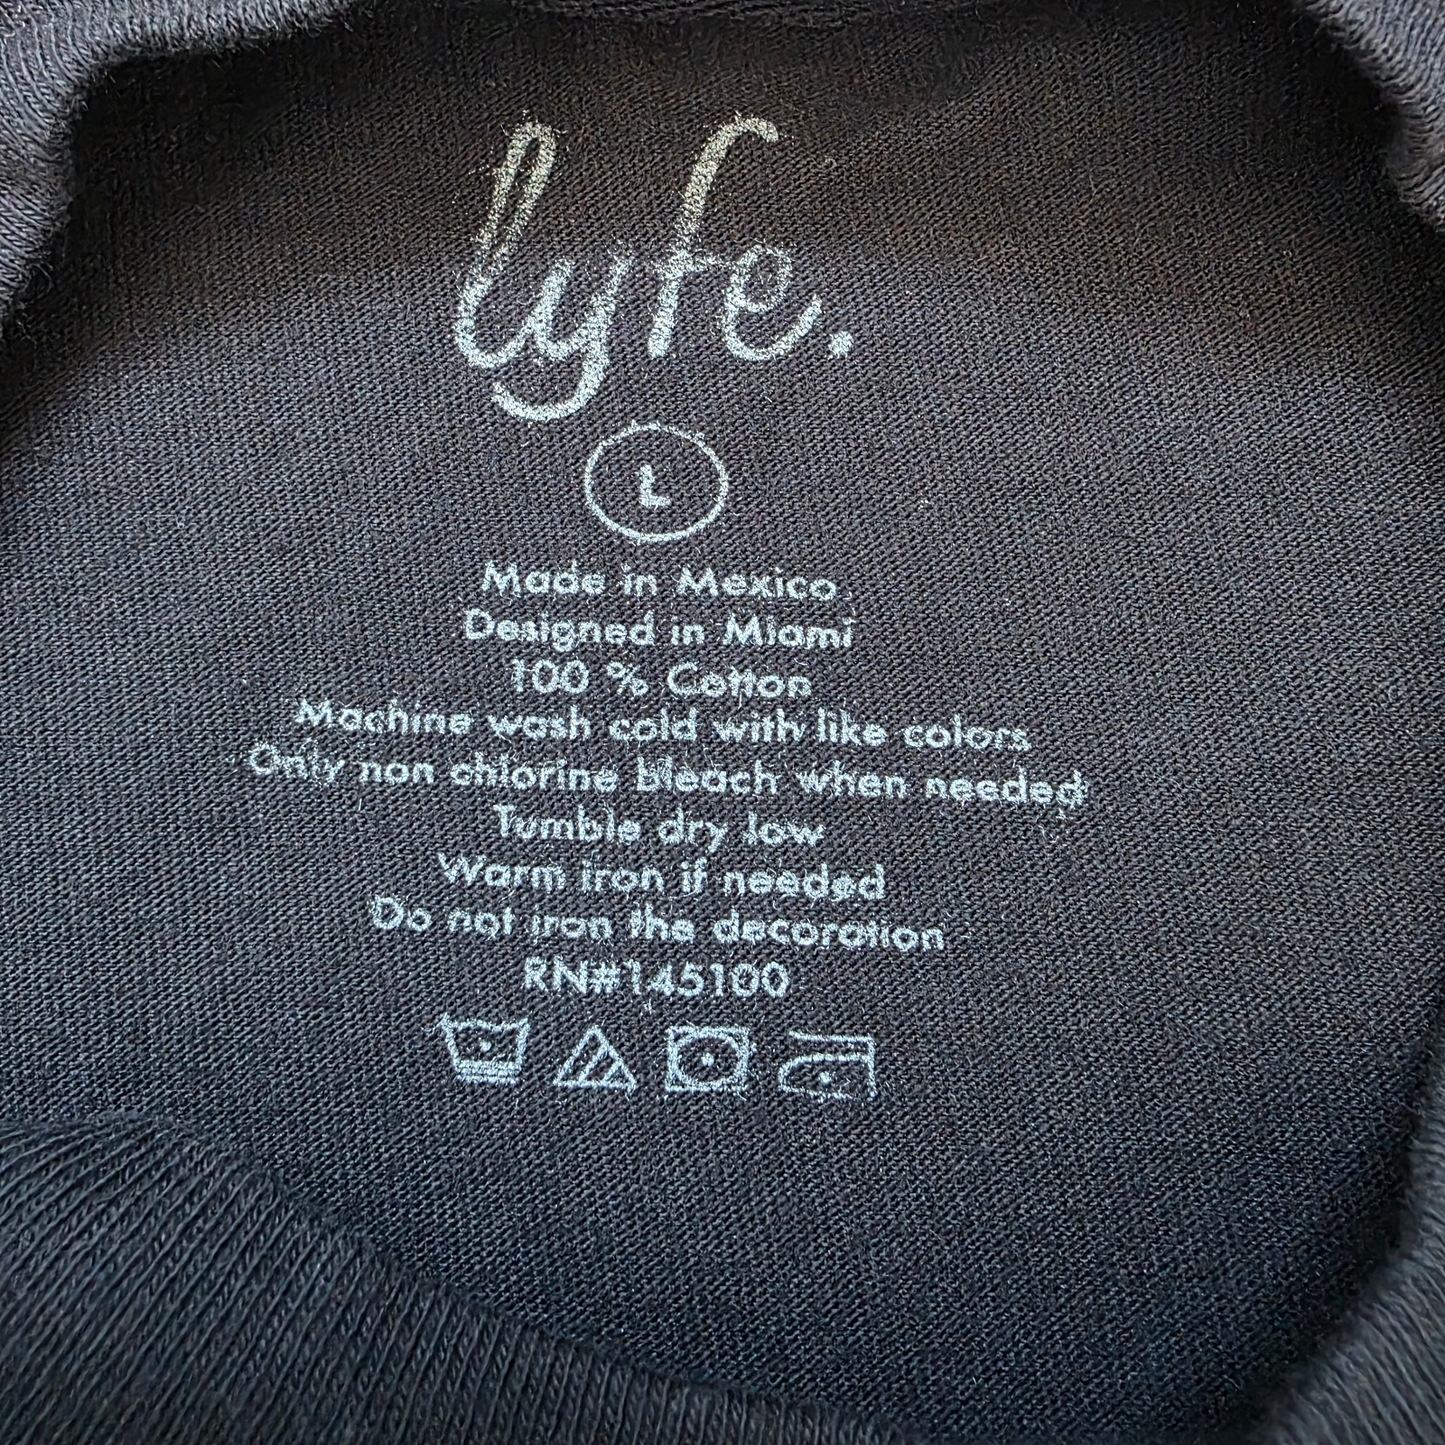 lyfe.
L
Made in Mexico
Designed in Miami
100 % Cotton
Machine wash cold with like colors
Only non chlorine bleach when needed
Tumble dry low
Warm iron if needed
Do not iron the decoration
RN#145100